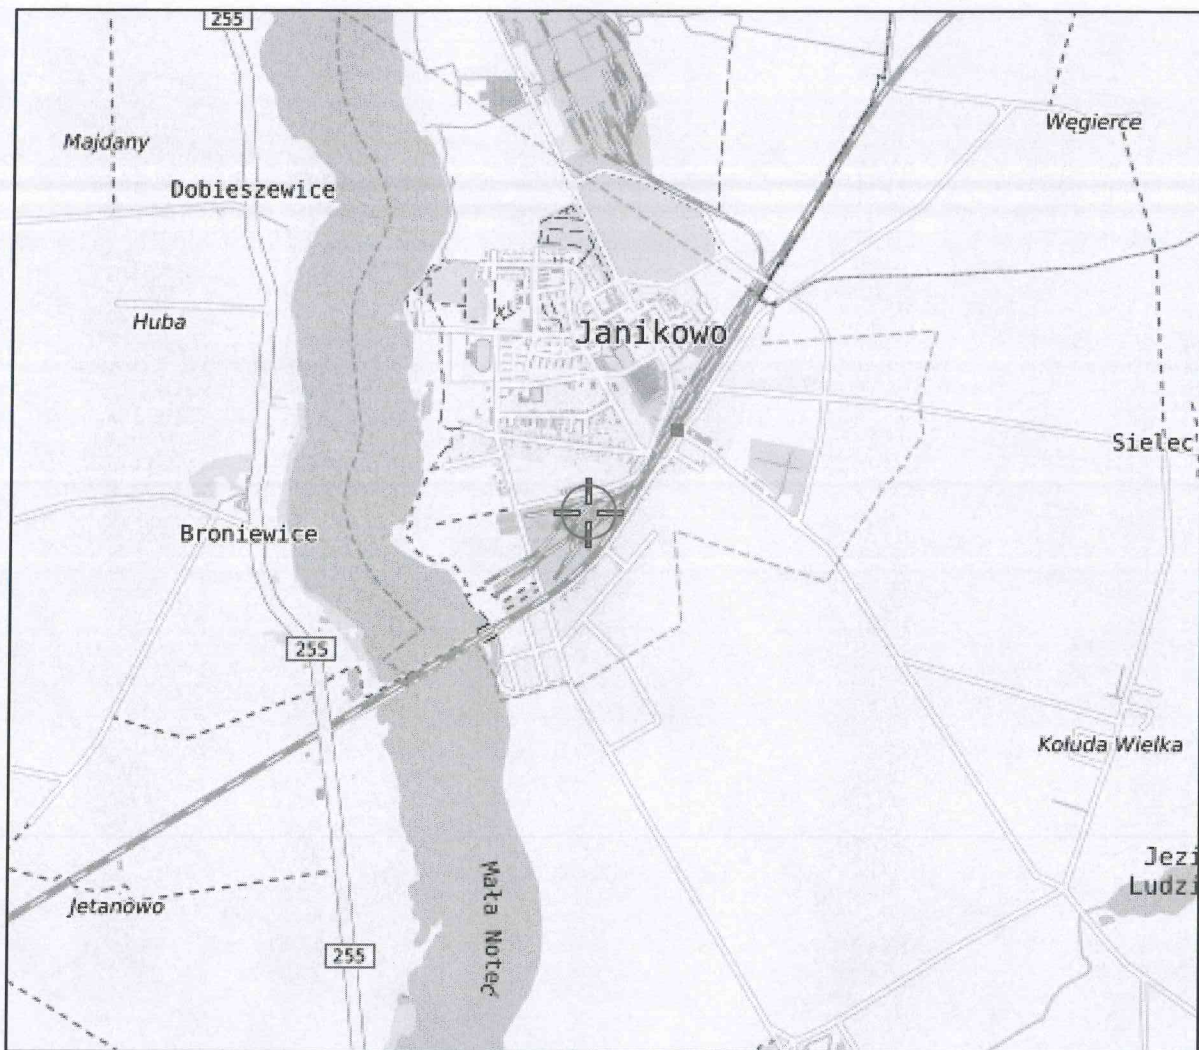 255
Węgierce
Majdany
Dobieszewice
Huba
Janikowo
Sielec
Broniewice
255
Kołuda Wielka
Jezi
Ludzi
Jetanowo
Mała Noteć
255